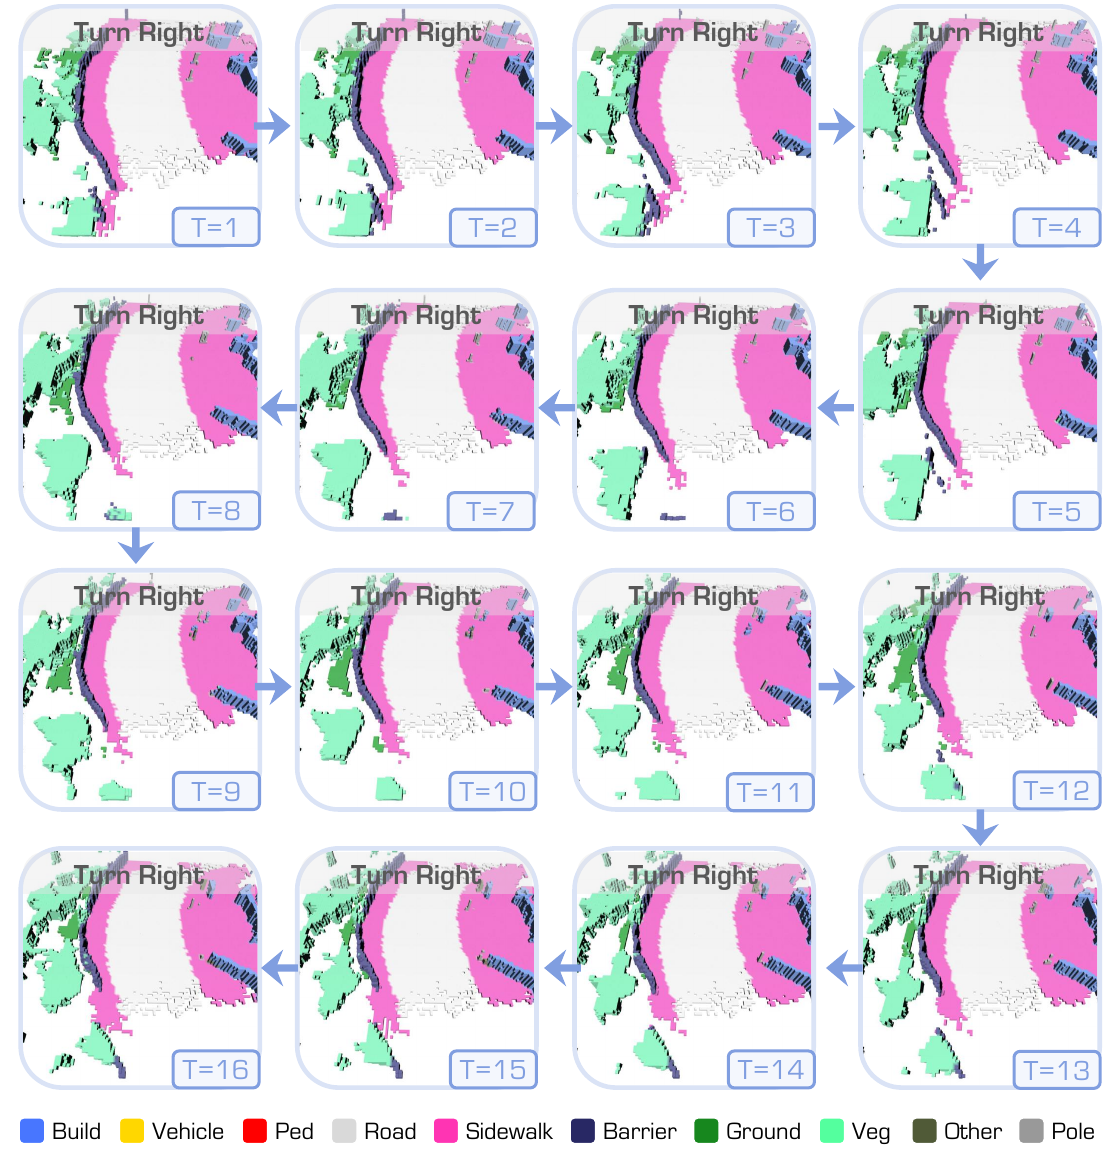 Turn Right Turn Right Turn Right Turn Right
T=1 T=2 T=3 T=4
Turn Right Turn Right Turn Right Turn Right
T=8 T=7 T=6 T=5
Turn Right Turn Right Turn Right Turn Right
T=9 T=10 T=11 T=12
Turn Right Turn Right Turn Right Turn Right
T=16 T=15 T=14 T=13
Build Vehicle Ped Road Sidewalk Barrier Ground Veg Other Pole